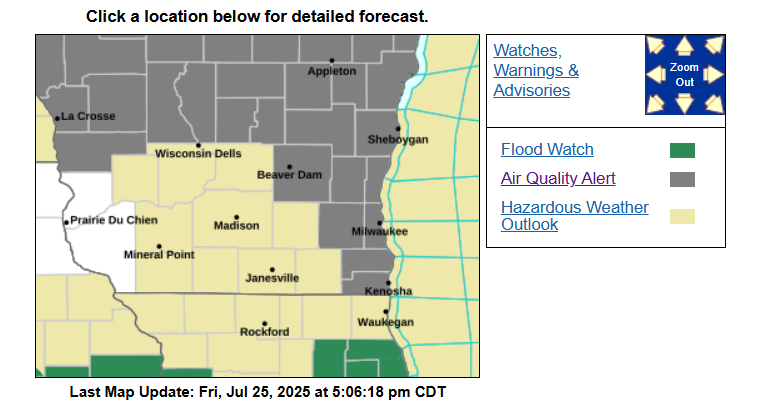 Click a location below for detailed forecast.
Watches,
Warnings &
Advisories
Zoom
Out
Flood Watch
Air Quality Alert
Hazardous Weather
Outlook
Appleton
La Crosse
Sheboygan
Wisconsin Dells
Beaver Dam
Prairie Du Chien
Madison
Milwaukee
Mineral Point
Janesville
Kenosha
Waukegan
Rockford
Last Map Update: Fri, Jul 25, 2025 at 5:06:18 pm CDT